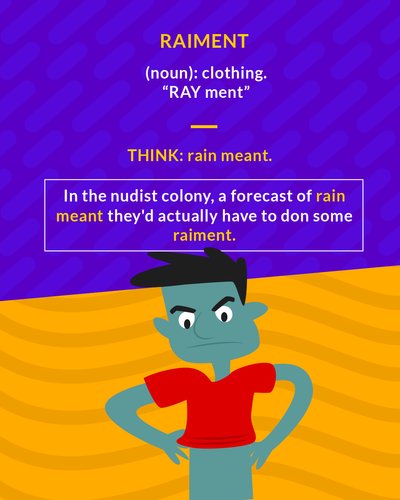 RAIMENT
(noun): clothing.
“RAY ment”
THINK: rain meant.
In the nudist colony, a forecast of rain
meant they'd actually have to don some
raiment.